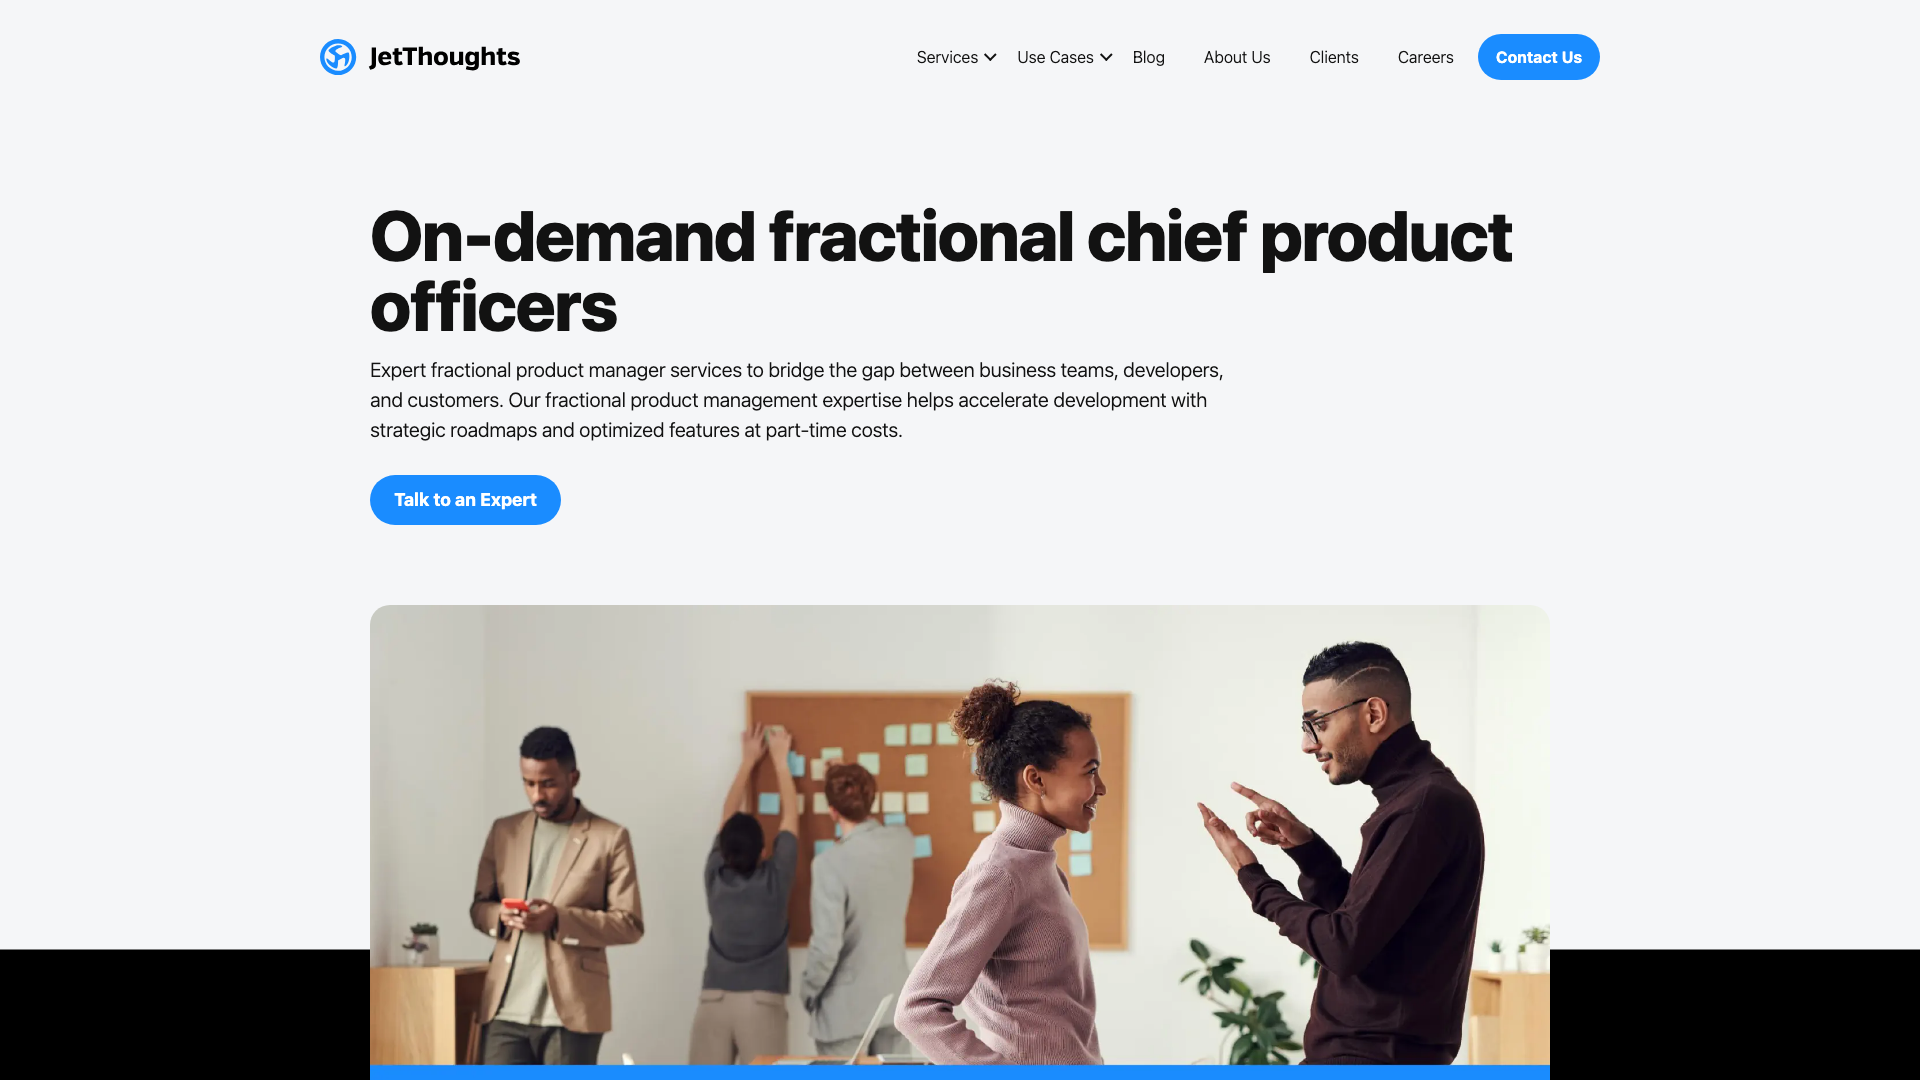 JetThoughts
Services
Use Cases
Blog
About Us
Clients
Careers
Contact Us
On-demand fractional chief product
officers
Expert fractional product manager services to bridge the gap between business teams, developers,
and customers. Our fractional product management expertise helps accelerate development with
strategic roadmaps and optimized features at part-time costs.
Talk to an Expert